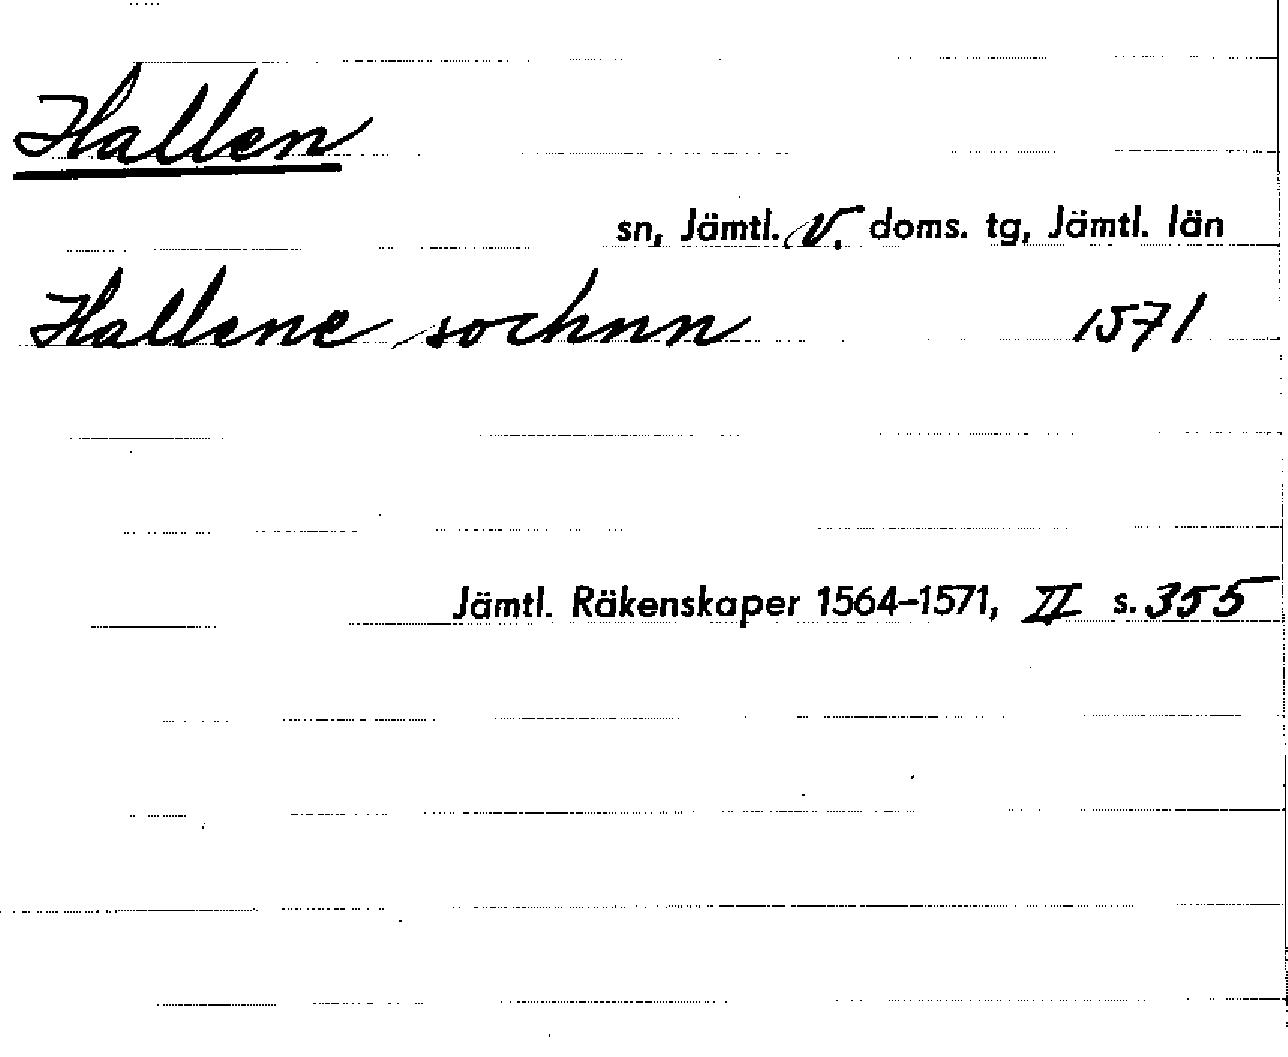 Hallen
sn, Jämtl. V. doms. tg, Jämtl. län
Hallene sochnn 1571
Jämtl. Räkenskaper 1564-1571, II s. 355